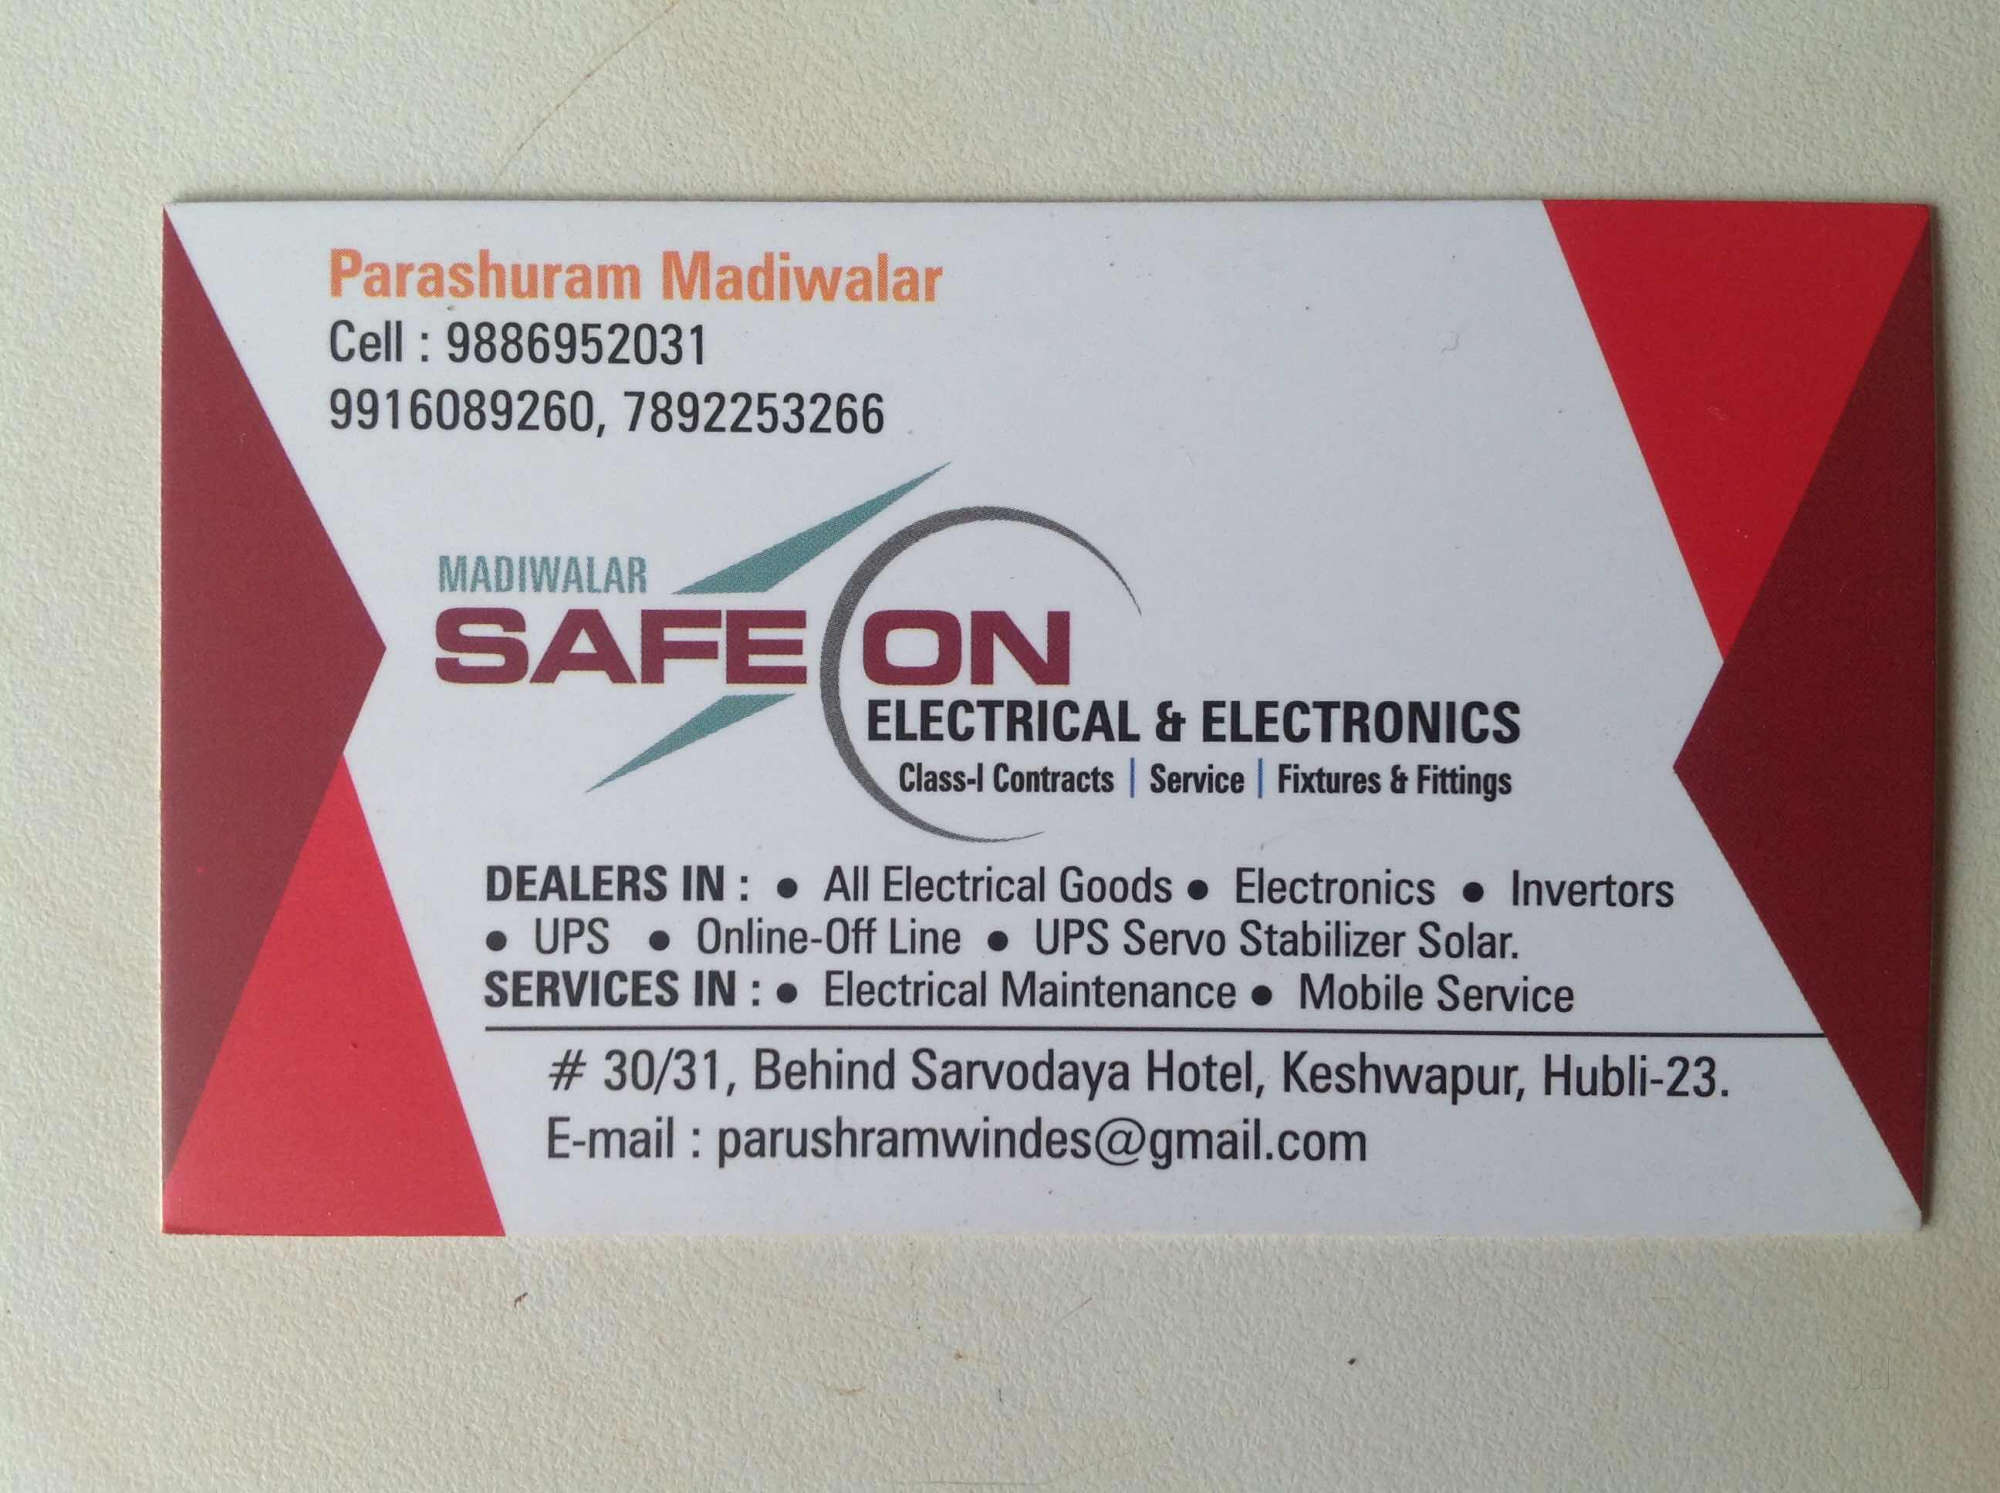 Parashuram Madiwalar
Cell : 9886952031
9916089260, 7892253266
MADIWALAR
SAFE ON
ELECTRICAL & ELECTRONICS
Class-I Contracts | Service | Fixtures & Fittings
DEALERS IN : • All Electrical Goods • Electronics • Invertors
• UPS • Online-Off Line • UPS Servo Stabilizer Solar.
SERVICES IN : • Electrical Maintenance • Mobile Service
# 30/31, Behind Sarvodaya Hotel, Keshwapur, Hubli-23.
E-mail : parushramwindes@gmail.com